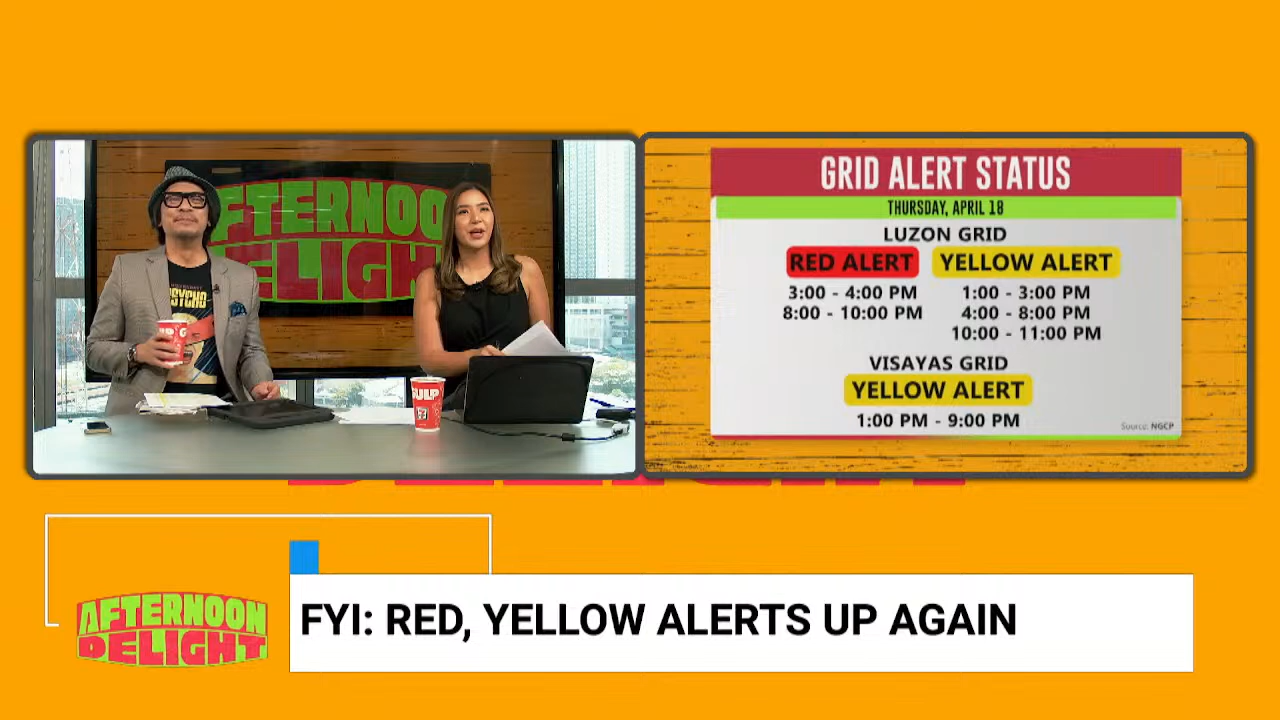 AFTERNOO
DELIGH
PSYCHO
GULP
GRID ALERT STATUS
THURSDAY, APRIL 18
LUZON GRID
RED ALERT YELLOW ALERT
3:00 - 4:00 PM 1:00 - 3:00 PM
8:00 - 10:00 PM 4:00 - 8:00 PM
10:00 - 11:00 PM
VISAYAS GRID
YELLOW ALERT
1:00 PM - 9:00 PM
Source: NGCP
AFTERNOON
DELIGHT
FYI: RED, YELLOW ALERTS UP AGAIN